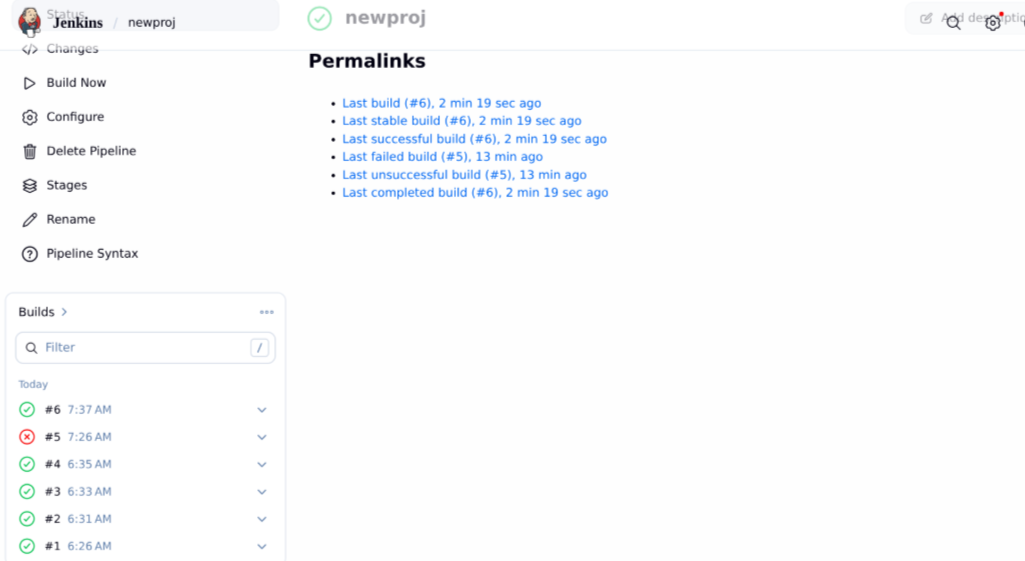 Status
Jenkins / newproj
newproj
Add descriptio
Changes
Permalinks
Build Now
Configure
Delete Pipeline
Stages
Rename
Pipeline Syntax
Last build (#6), 2 min 19 sec ago
Last stable build (#6), 2 min 19 sec ago
Last successful build (#6), 2 min 19 sec ago
Last failed build (#5), 13 min ago
Last unsuccessful build (#5), 13 min ago
Last completed build (#6), 2 min 19 sec ago
Builds
Filter /
Today
#6 7:37 AM
#5 7:26 AM
#4 6:35 AM
#3 6:33 AM
#2 6:31 AM
#1 6:26 AM